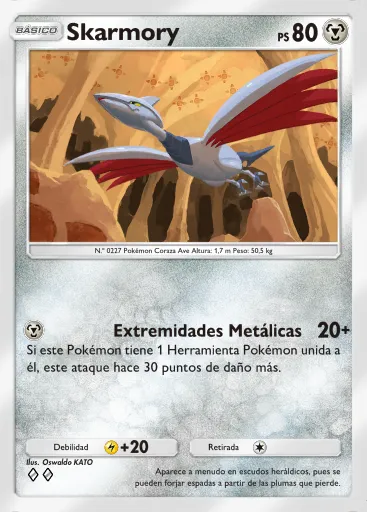 BÁSICO Skarmory PS 80
N.º 0227 Pokémon Coraza Ave Altura: 1,7 m Peso: 50,5 kg
Extremidades Metálicas 20+
Si este Pokémon tiene 1 Herramienta Pokémon unida a
él, este ataque hace 30 puntos de daño más.
Debilidad +20 Retirada
Ilus. Oswaldo KATO
Aparece a menudo en escudos heráldicos, pues se
pueden forjar espadas a partir de las plumas que pierde.